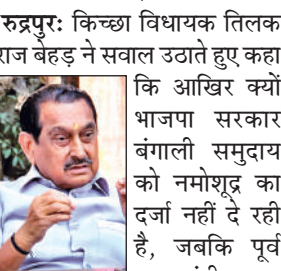 रुद्रपुरः किच्छा विधायक तिलक
राज बेहड़ ने सवाल उठाते हुए कहा
कि आखिर क्यों
भाजपा सरकार
बंगाली समुदाय
को नमोशूद्र का
दर्जा नहीं दे रही
है, जबकि पूर्व